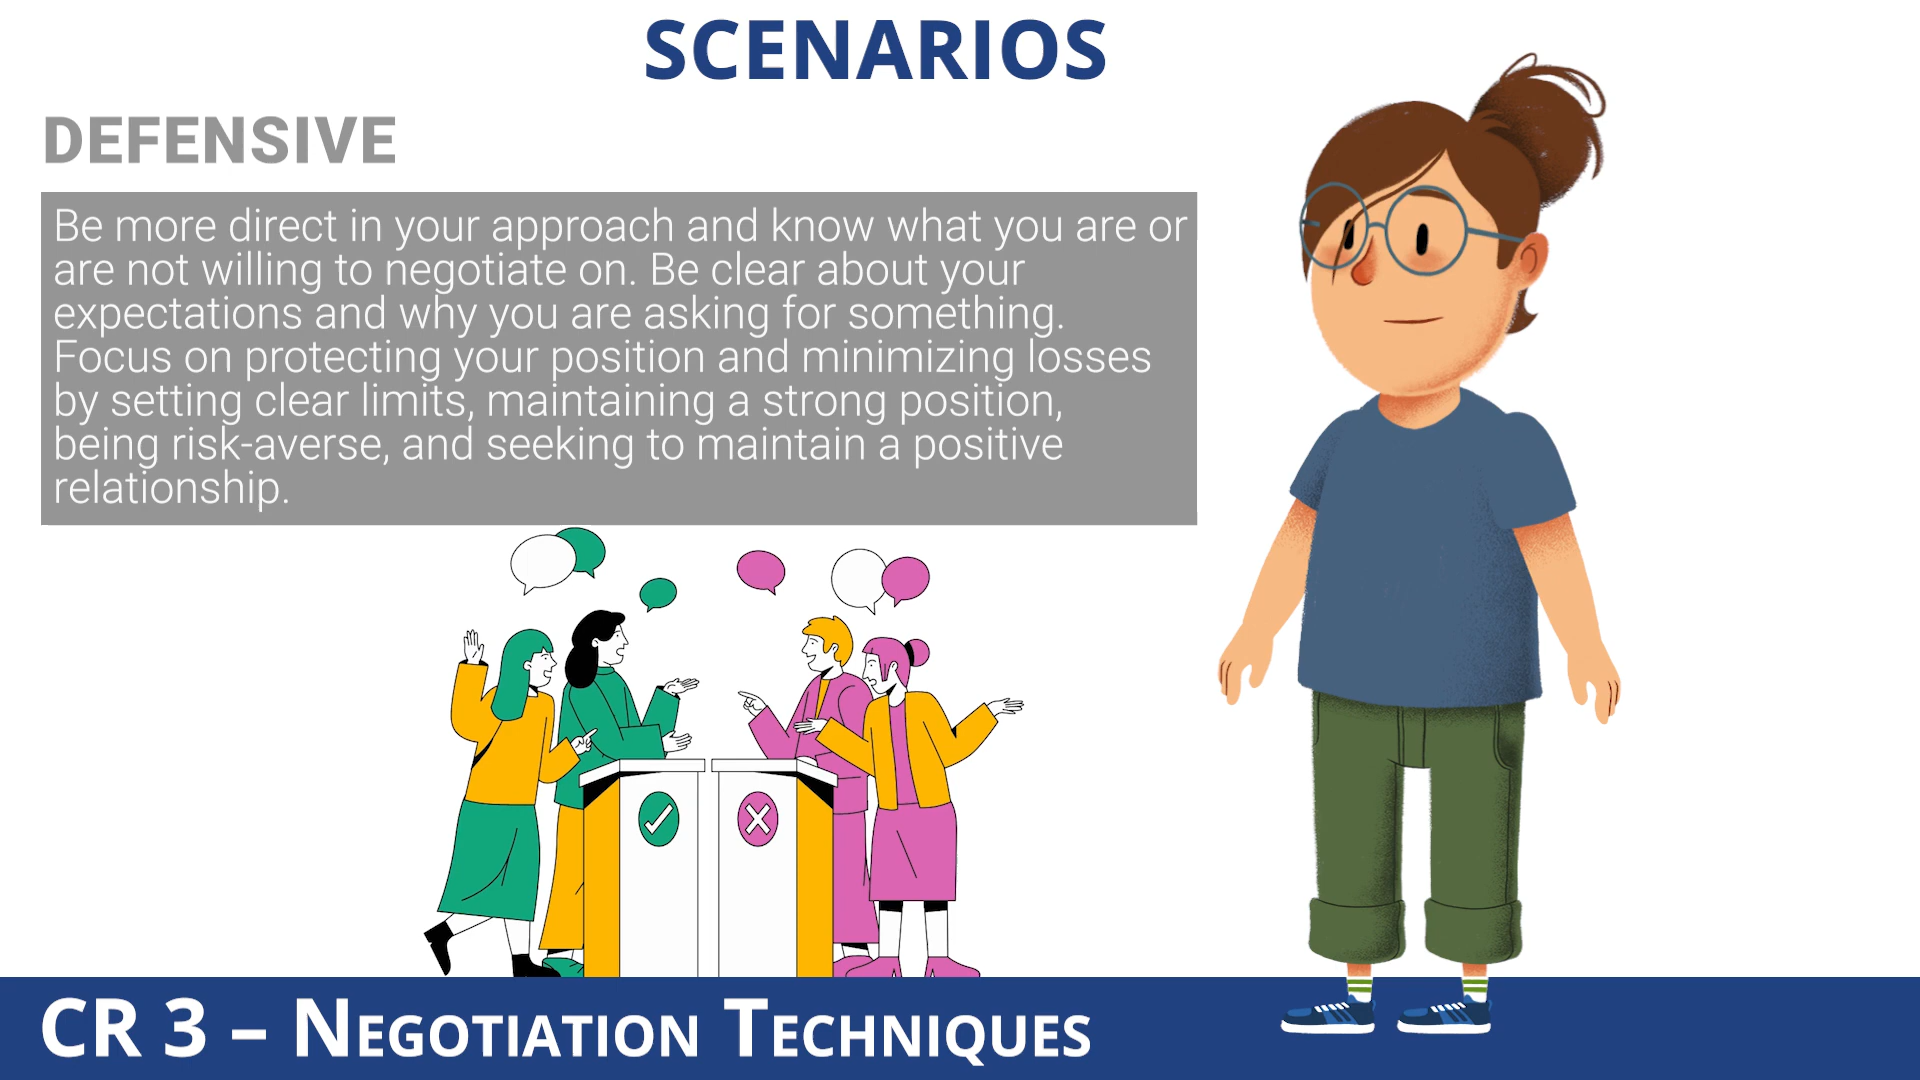 SCENARIOS
DEFENSIVE
Be more direct in your approach and know what you are or
are not willing to negotiate on. Be clear about your
expectations and why you are asking for something.
Focus on protecting your position and minimizing losses
by setting clear limits, maintaining a strong position,
being risk-averse, and seeking to maintain a positive
relationship.
CR 3 – Negotiation Techniques